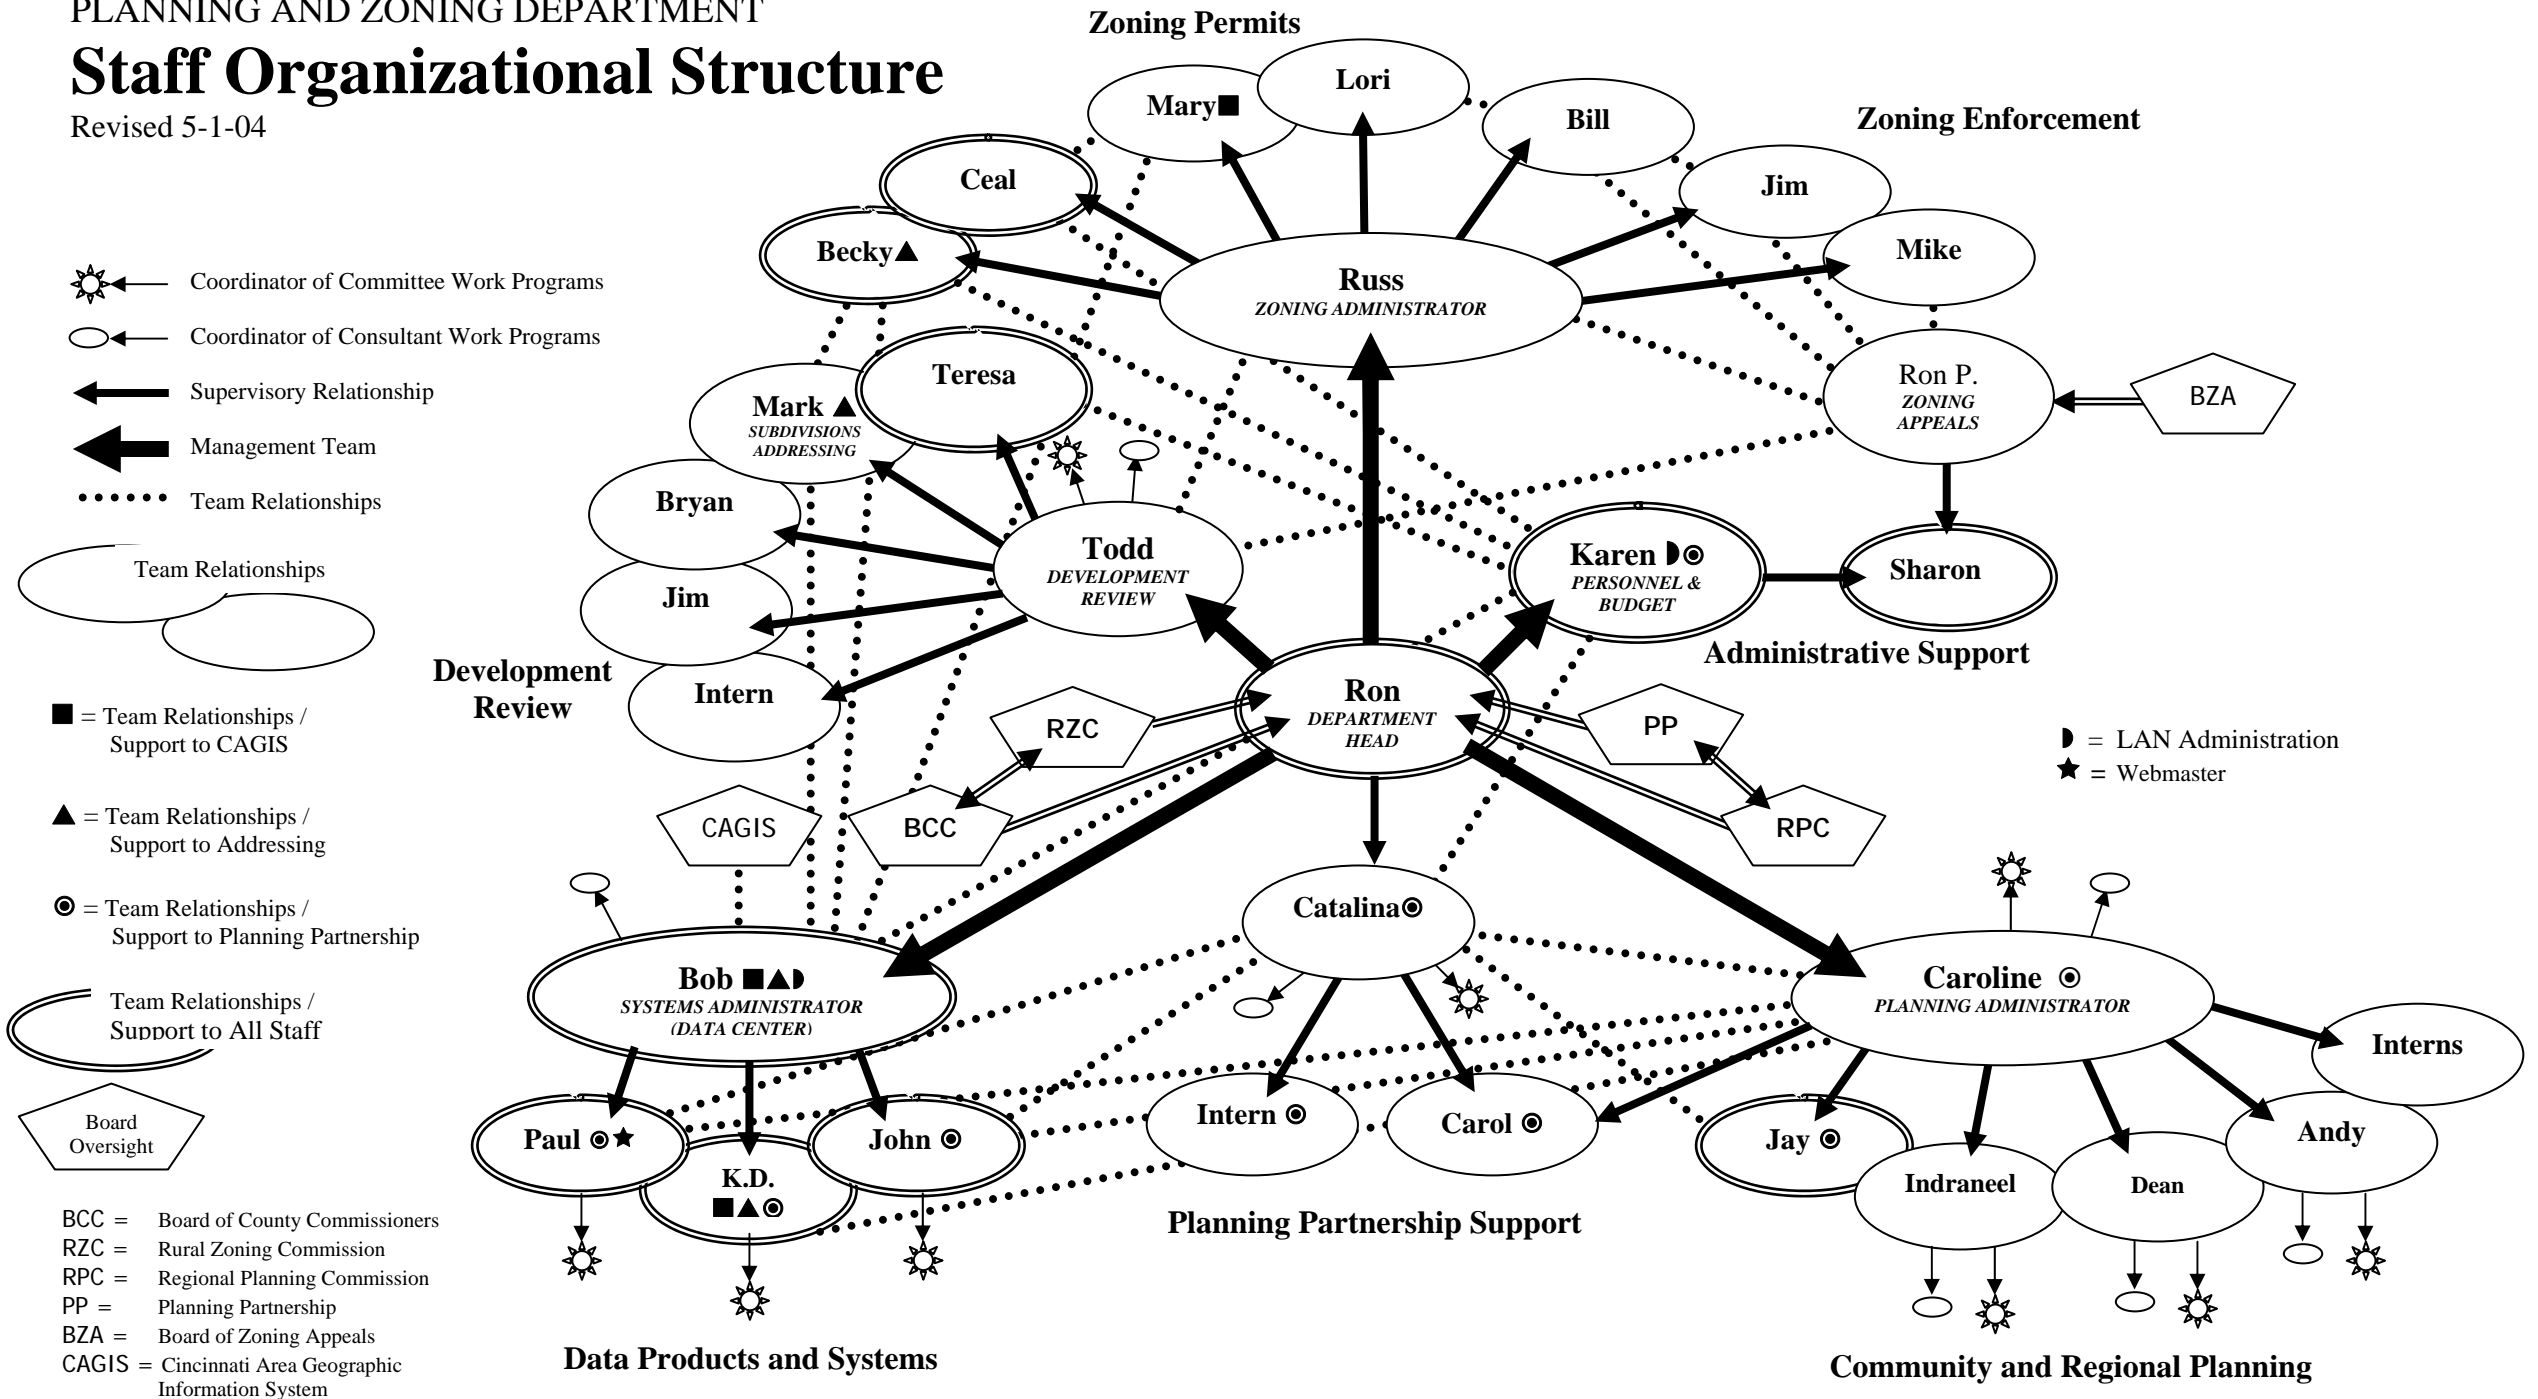 PLANNING AND ZONING DEPARTMENT
Staff Organizational Structure
Revised 5-1-04
Zoning Permits
Lori
Mary
Bill
Zoning Enforcement
Ceal
Jim
Becky
Mike
Russ
ZONING ADMINISTRATOR
Coordinator of Committee Work Programs
Coordinator of Consultant Work Programs
Supervisory Relationship
Management Team
Team Relationships
Team Relationships
Teresa
Mark
SUBDIVISIONS
ADDRESSING
Ron P.
ZONING
APPEALS
BZA
Bryan
Todd
DEVELOPMENT
REVIEW
Karen
PERSONNEL &
BUDGET
Sharon
Jim
Administrative Support
Development
Review
Intern
Ron
DEPARTMENT
HEAD
RZC
PP
= Team Relationships /
Support to CAGIS
= LAN Administration
= Webmaster
CAGIS
BCC
RPC
= Team Relationships /
Support to Addressing
= Team Relationships /
Support to Planning Partnership
Catalina
Bob
SYSTEMS ADMINISTRATOR
(DATA CENTER)
Caroline
PLANNING ADMINISTRATOR
Team Relationships /
Support to All Staff
Interns
Board
Oversight
Paul
John
Intern
Carol
Jay
Andy
K.D.
Indraneel
Dean
Planning Partnership Support
BCC = Board of County Commissioners
RZC = Rural Zoning Commission
RPC = Regional Planning Commission
PP = Planning Partnership
BZA = Board of Zoning Appeals
CAGIS = Cincinnati Area Geographic
Information System
Data Products and Systems
Community and Regional Planning